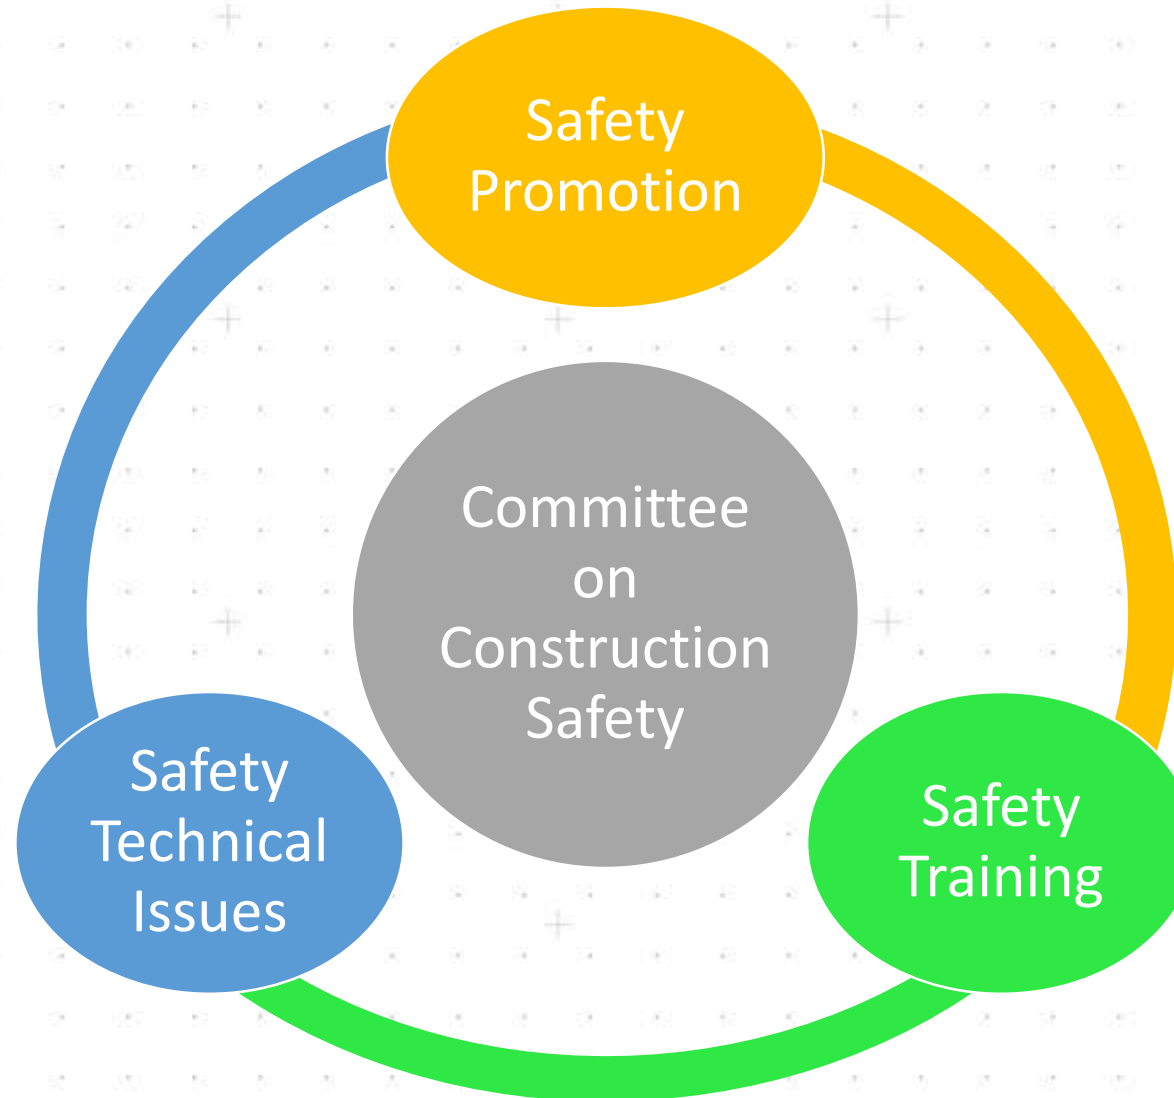 Safety
Promotion
Committee
on
Construction
Safety
Safety
Technical
Issues
Safety
Training